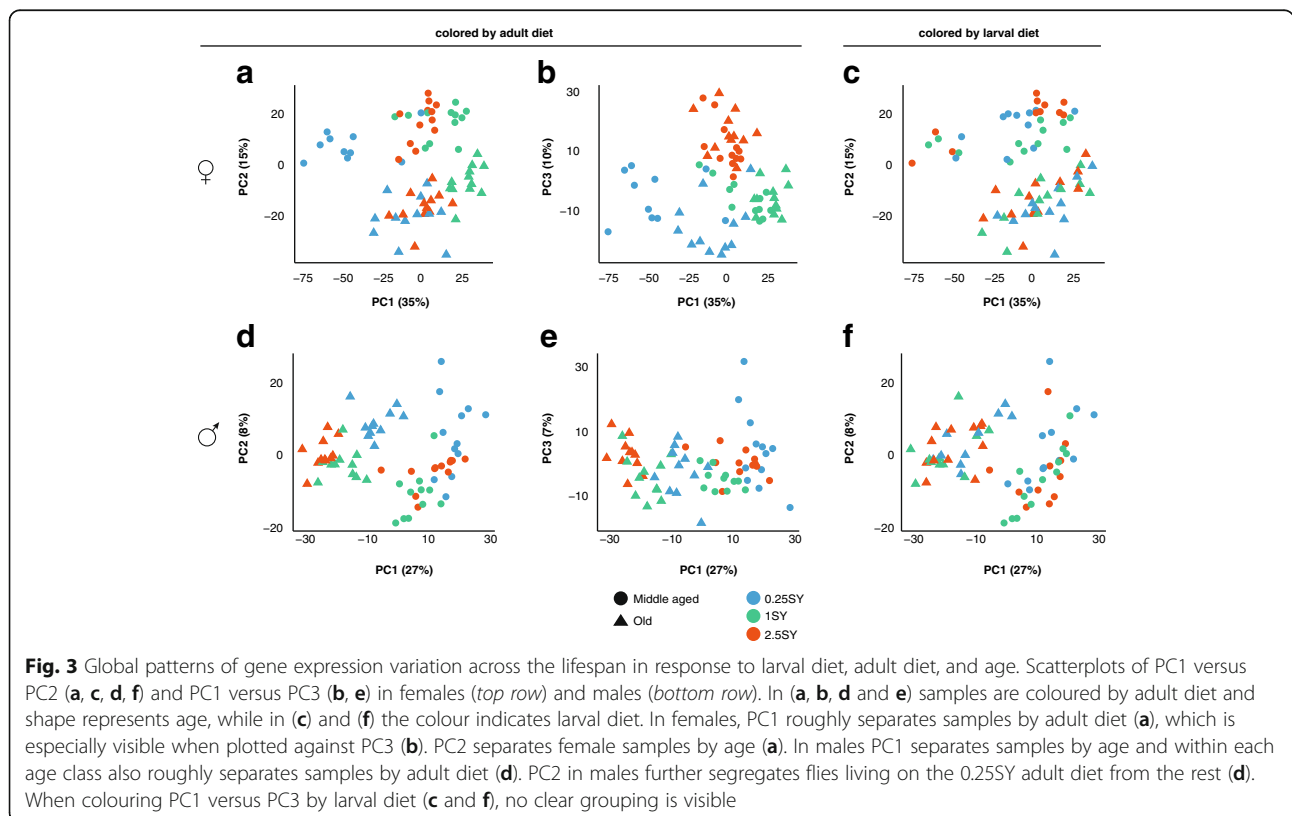 colored by adult diet
colored by larval diet
a
b
c
20
0
−20
PC2 (15%)
−75 −50 −25 0 25
PC1 (35%)
30
10
−10
PC3 (10%)
−75 −50 −25 0 25
PC1 (35%)
20
0
−20
PC2 (15%)
−75 −50 −25 0 25
PC1 (35%)
♀
d
e
f
20
0
−20
PC2 (8%)
−30 −10 10 30
PC1 (27%)
30
10
−10
PC3 (7%)
−30 −10 10 30
PC1 (27%)
20
0
−20
PC2 (8%)
−30 −10 10 30
PC1 (27%)
♂
Middle aged
Old
0.25SY
1SY
2.5SY
Fig. 3 Global patterns of gene expression variation across the lifespan in response to larval diet, adult diet, and age. Scatterplots of PC1 versus
PC2 (a, c, d, f) and PC1 versus PC3 (b, e) in females (top row) and males (bottom row). In (a, b, d and e) samples are coloured by adult diet and
shape represents age, while in (c) and (f) the colour indicates larval diet. In females, PC1 roughly separates samples by adult diet (a), which is
especially visible when plotted against PC3 (b). PC2 separates female samples by age (a). In males PC1 separates samples by age and within each
age class also roughly separates samples by adult diet (d). PC2 in males further segregates flies living on the 0.25SY adult diet from the rest (d).
When colouring PC1 versus PC3 by larval diet (c and f), no clear grouping is visible